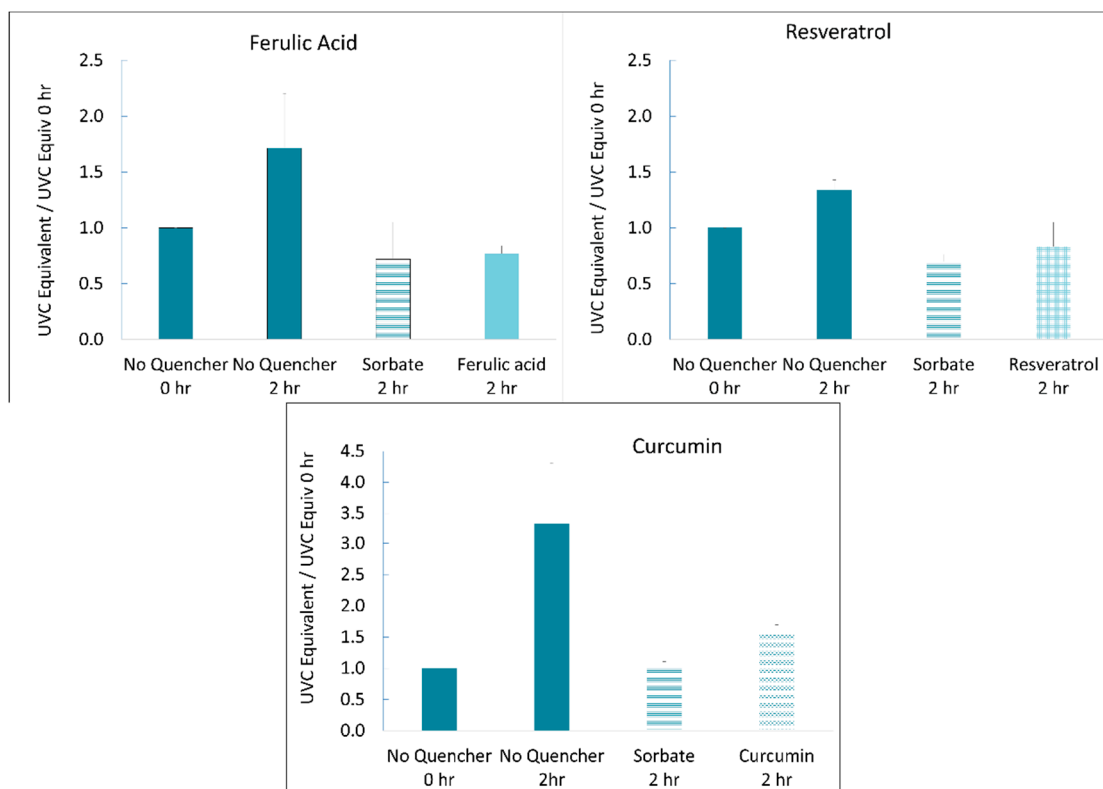 Ferulic Acid
UVC Equivalent / UVC Equiv 0 hr
2.5
2.0
1.5
1.0
0.5
0.0
No Quencher No Quencher Sorbate Ferulic acid
0 hr 2 hr 2 hr 2 hr
Resveratrol
UVC Equivalent / UVC Equiv 0 hr
2.5
2.0
1.5
1.0
0.5
0.0
No Quencher No Quencher Sorbate Resveratrol
0 hr 2 hr 2 hr 2 hr
Curcumin
UVC Equivalent / UVC Equiv 0 hr
4.5
4.0
3.5
3.0
2.5
2.0
1.5
1.0
0.5
0.0
No Quencher No Quencher Sorbate Curcumin
0 hr 2hr 2 hr 2 hr